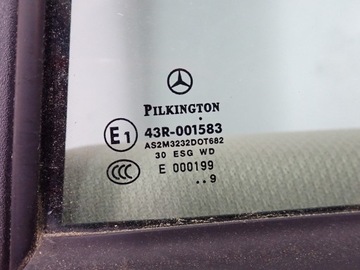 PILKINGTON
E1 43R-001583
AS2M3232DOT682
30 ESG WD
CCC E 000199
..9